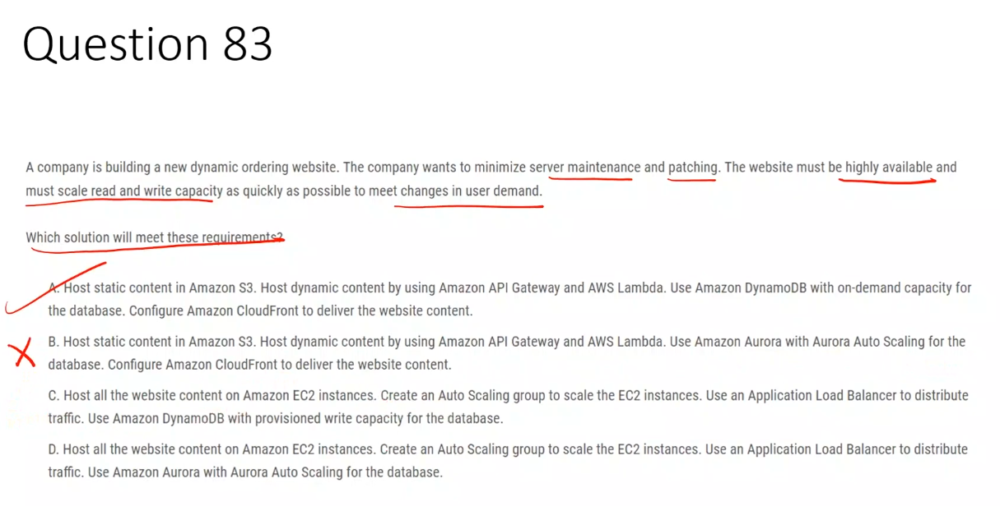 Question 83
A company is building a new dynamic ordering website. The company wants to minimize server maintenance and patching. The website must be highly available and
must scale read and write capacity as quickly as possible to meet changes in user demand.
Which solution will meet these requirements?
A. Host static content in Amazon S3. Host dynamic content by using Amazon API Gateway and AWS Lambda. Use Amazon DynamoDB with on-demand capacity for
the database. Configure Amazon CloudFront to deliver the website content.
B. Host static content in Amazon S3. Host dynamic content by using Amazon API Gateway and AWS Lambda. Use Amazon Aurora with Aurora Auto Scaling for the
database. Configure Amazon CloudFront to deliver the website content.
C. Host all the website content on Amazon EC2 instances. Create an Auto Scaling group to scale the EC2 instances. Use an Application Load Balancer to distribute
traffic. Use Amazon DynamoDB with provisioned write capacity for the database.
D. Host all the website content on Amazon EC2 instances. Create an Auto Scaling group to scale the EC2 instances. Use an Application Load Balancer to distribute
traffic. Use Amazon Aurora with Aurora Auto Scaling for the database.